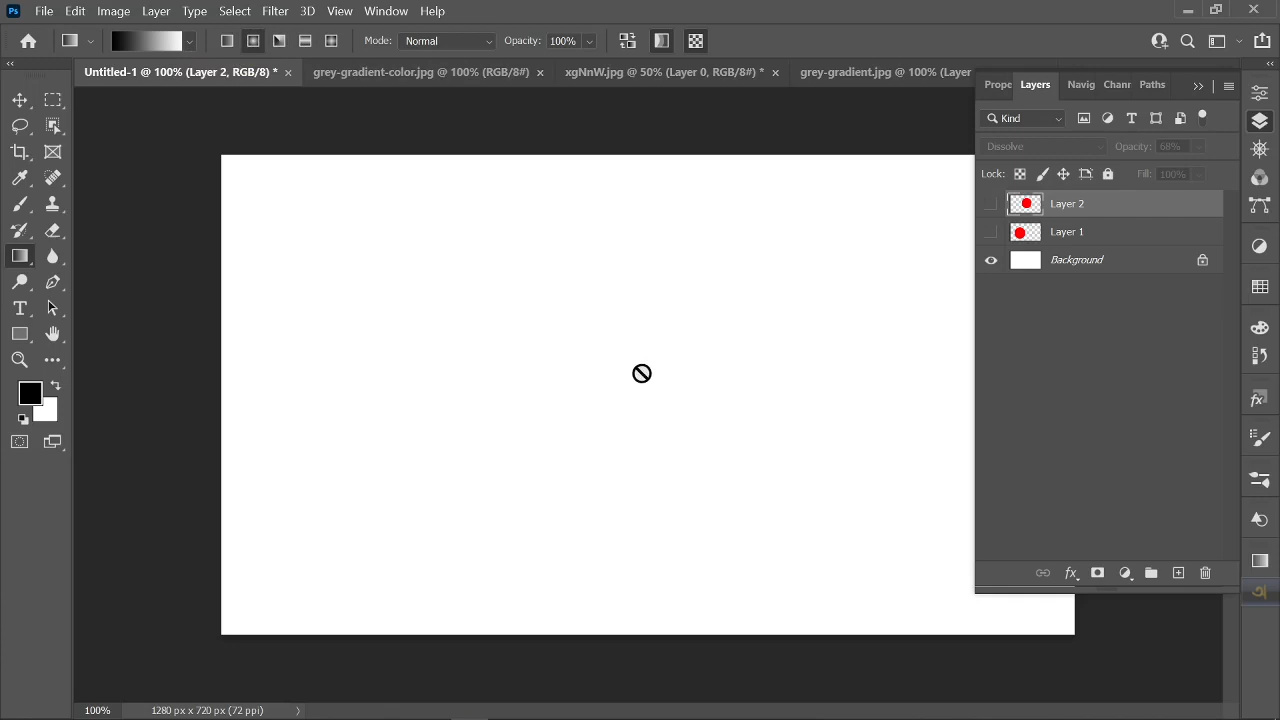 Ps File Edit Image Layer Type Select Filter 3D View Window Help
Mode: Normal Opacity: 100%
Untitled-1 @ 100% (Layer 2, RGB/8) * grey-gradient-color.jpg @ 100% (RGB/8#) xgNnW.jpg @ 50% (Layer 0, RGB/8#) * grey-gradient.jpg @ 100% (Layer
Prope Layers Navig Chanr Paths
Kind
Dissolve Opacity: 68%
Lock: Fill: 100%
Layer 2
Layer 1
Background
fx
100% 1280 px x 720 px (72 ppi)